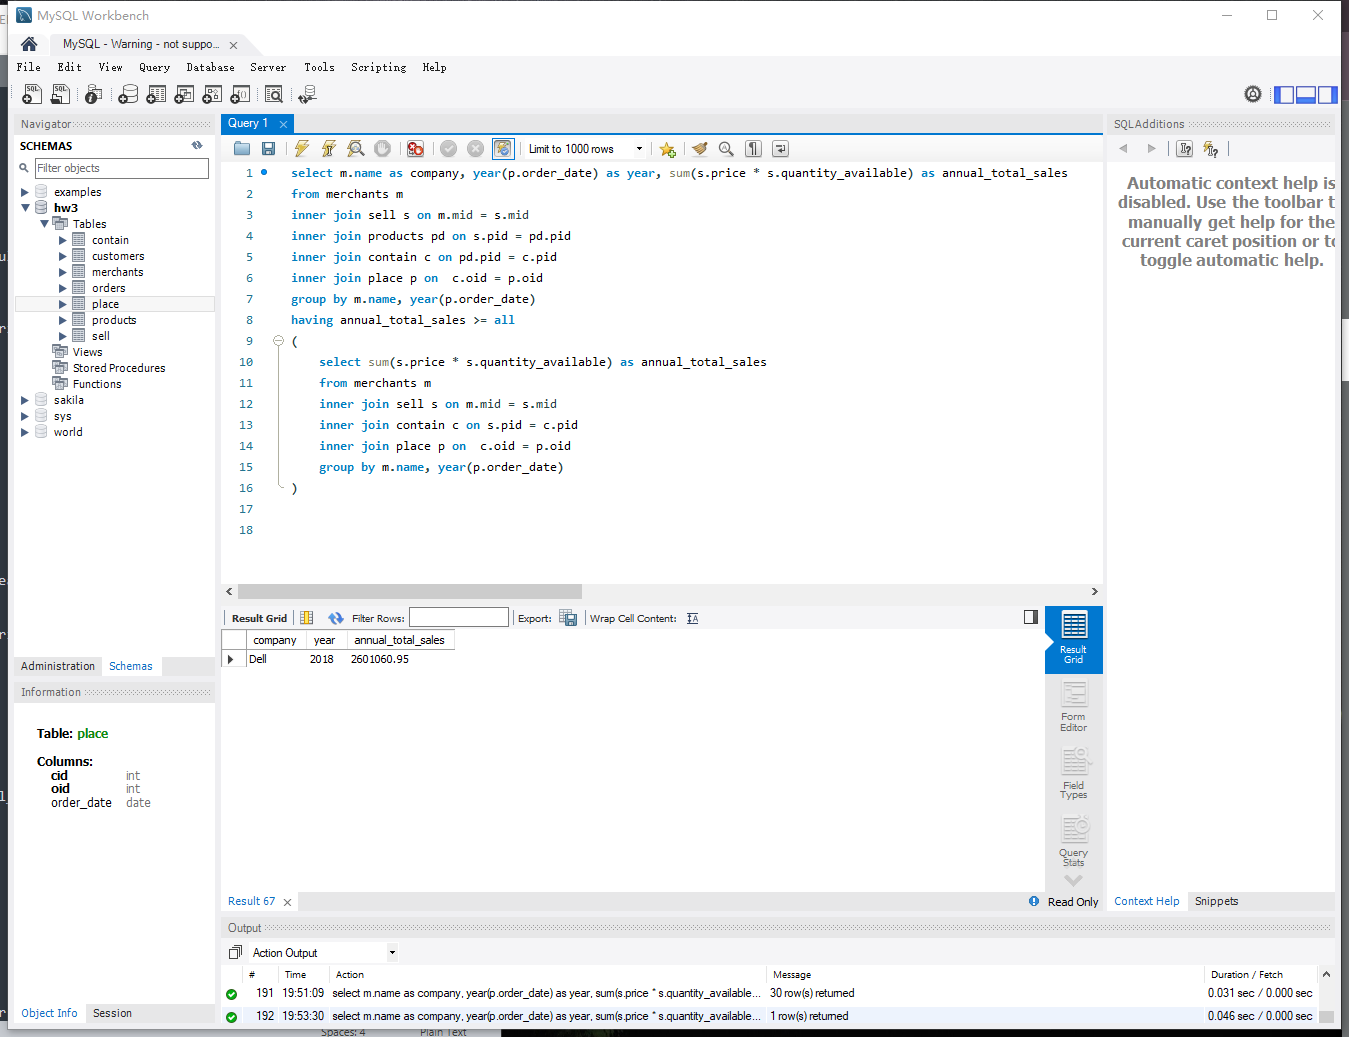 MySQL Workbench
MySQL - Warning - not suppo...
File Edit View Query Database Server Tools Scripting Help
Navigator
SCHEMAS
Filter objects
examples
hw3
Tables
contain
customers
merchants
orders
place
products
sell
Views
Stored Procedures
Functions
sakila
sys
world
Administration Schemas
Information
Table: place
Columns:
cid int
oid int
order_date date
Object Info Session
Query 1
Limit to 1000 rows
1 select m.name as company, year(p.order_date) as year, sum(s.price * s.quantity_available) as annual_total_sales
2 from merchants m
3 inner join sell s on m.mid = s.mid
4 inner join products pd on s.pid = pd.pid
5 inner join contain c on pd.pid = c.pid
6 inner join place p on  c.oid = p.oid
7 group by m.name, year(p.order_date)
8 having annual_total_sales >= all
9 (
10 select sum(s.price * s.quantity_available) as annual_total_sales
11 from merchants m
12 inner join sell s on m.mid = s.mid
13 inner join contain c on s.pid = c.pid
14 inner join place p on  c.oid = p.oid
15 group by m.name, year(p.order_date)
16 )
17
18
Result Grid Filter Rows: Export: Wrap Cell Content:
company year annual_total_sales
Dell 2018 2601060.95
Result Grid
Form Editor
Field Types
Query Stats
Result 67
Read Only
SQLAdditions
Automatic context help is
disabled. Use the toolbar t
manually get help for the
current caret position or to
toggle automatic help.
Context Help Snippets
Output
Action Output
# Time Action Message Duration / Fetch
191 19:51:09 select m.name as company, year(p.order_date) as year, sum(s.price * s.quantity_available... 30 row(s) returned 0.031 sec / 0.000 sec
192 19:53:30 select m.name as company, year(p.order_date) as year, sum(s.price * s.quantity_available... 1 row(s) returned 0.046 sec / 0.000 sec
Spaces: 4 Plain Text